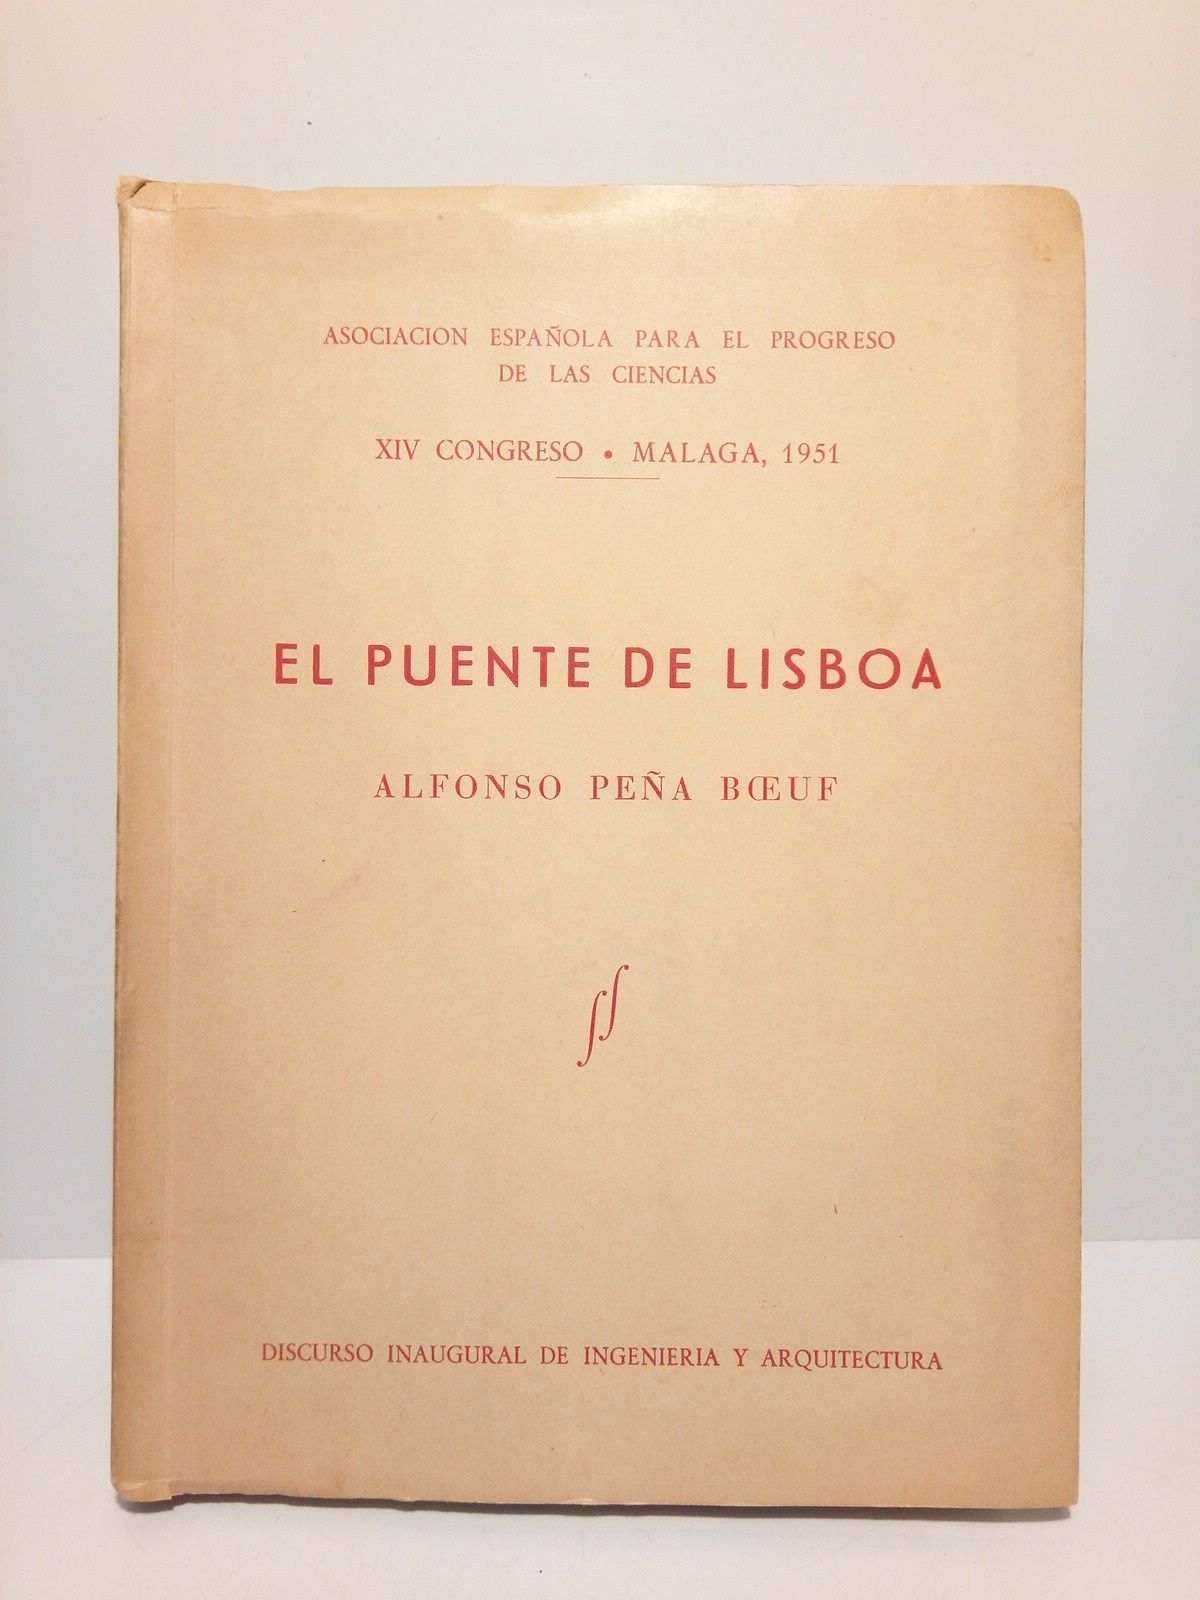 ASOCIACION ESPAÑOLA PARA EL PROGRESO
DE LAS CIENCIAS
XIV CONGRESO • MALAGA, 1951
EL PUENTE DE LISBOA
ALFONSO PEÑA BŒUF
∫∫
DISCURSO INAUGURAL DE INGENIERIA Y ARQUITECTURA